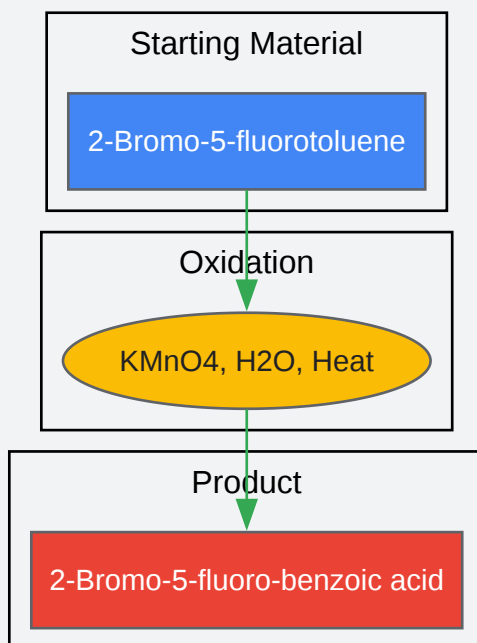 Starting Material
2-Bromo-5-fluorotoluene
Oxidation
KMnO4, H2O, Heat
Product
2-Bromo-5-fluoro-benzoic acid